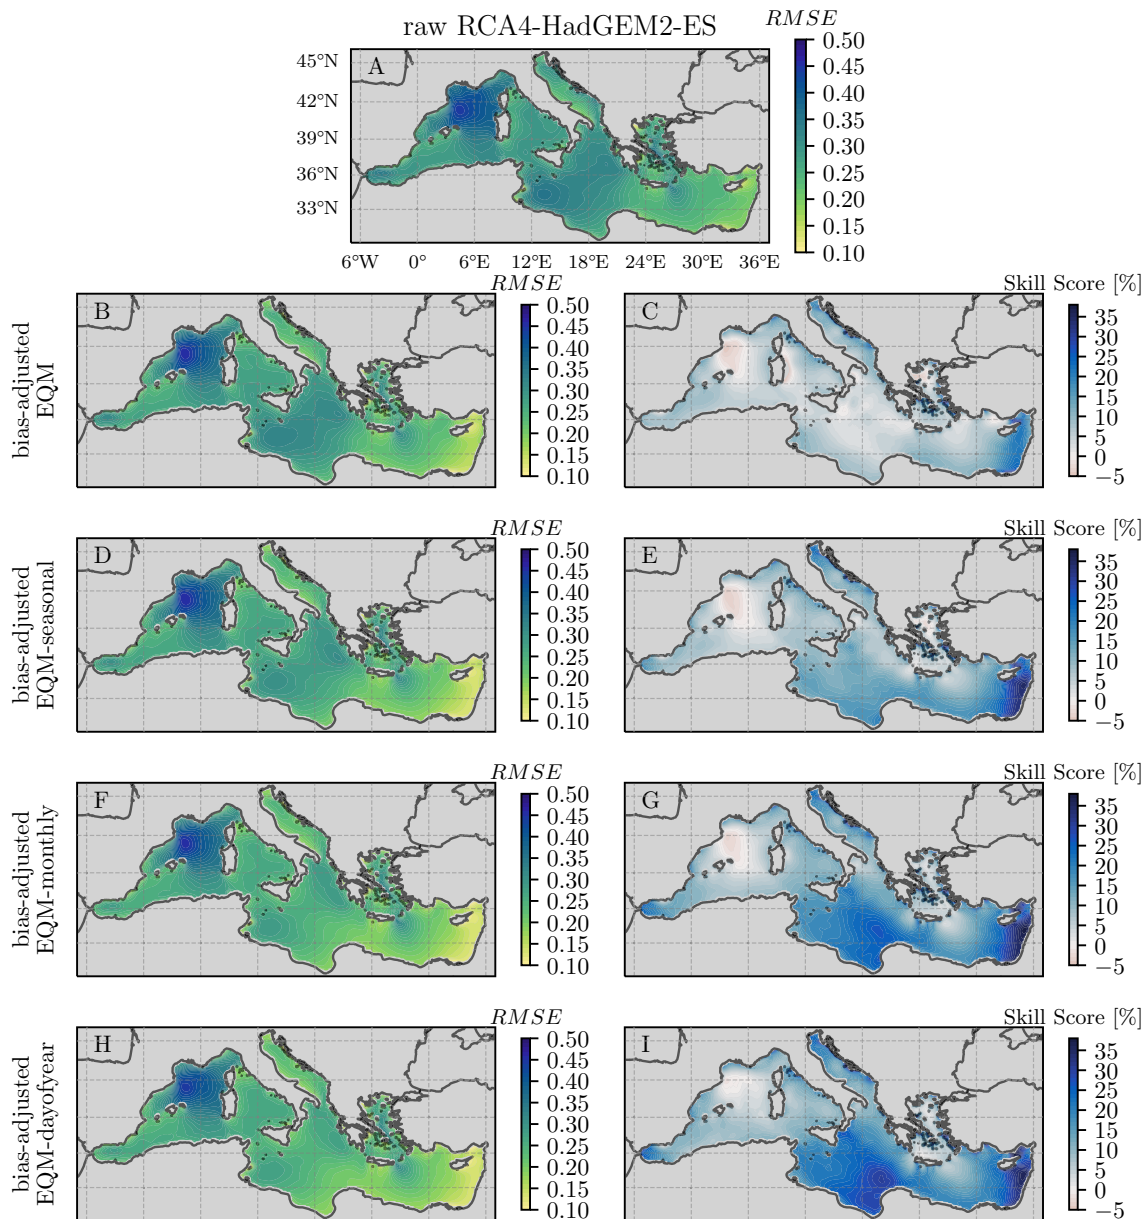 raw RCA4-HadGEM2-ES
RMSE
A
45°N
42°N
39°N
36°N
33°N
6°W 0° 6°E 12°E 18°E 24°E 30°E 36°E
0.50
0.45
0.40
0.35
0.30
0.25
0.20
0.15
0.10
bias-adjusted
EQM
B
RMSE
0.50
0.45
0.40
0.35
0.30
0.25
0.20
0.15
0.10
C
Skill Score [%]
35
30
25
20
15
10
5
0
−5
bias-adjusted
EQM-seasonal
D
RMSE
0.50
0.45
0.40
0.35
0.30
0.25
0.20
0.15
0.10
E
Skill Score [%]
35
30
25
20
15
10
5
0
−5
bias-adjusted
EQM-monthly
F
RMSE
0.50
0.45
0.40
0.35
0.30
0.25
0.20
0.15
0.10
G
Skill Score [%]
35
30
25
20
15
10
5
0
−5
bias-adjusted
EQM-dayofyear
H
RMSE
0.50
0.45
0.40
0.35
0.30
0.25
0.20
0.15
0.10
I
Skill Score [%]
35
30
25
20
15
10
5
0
−5